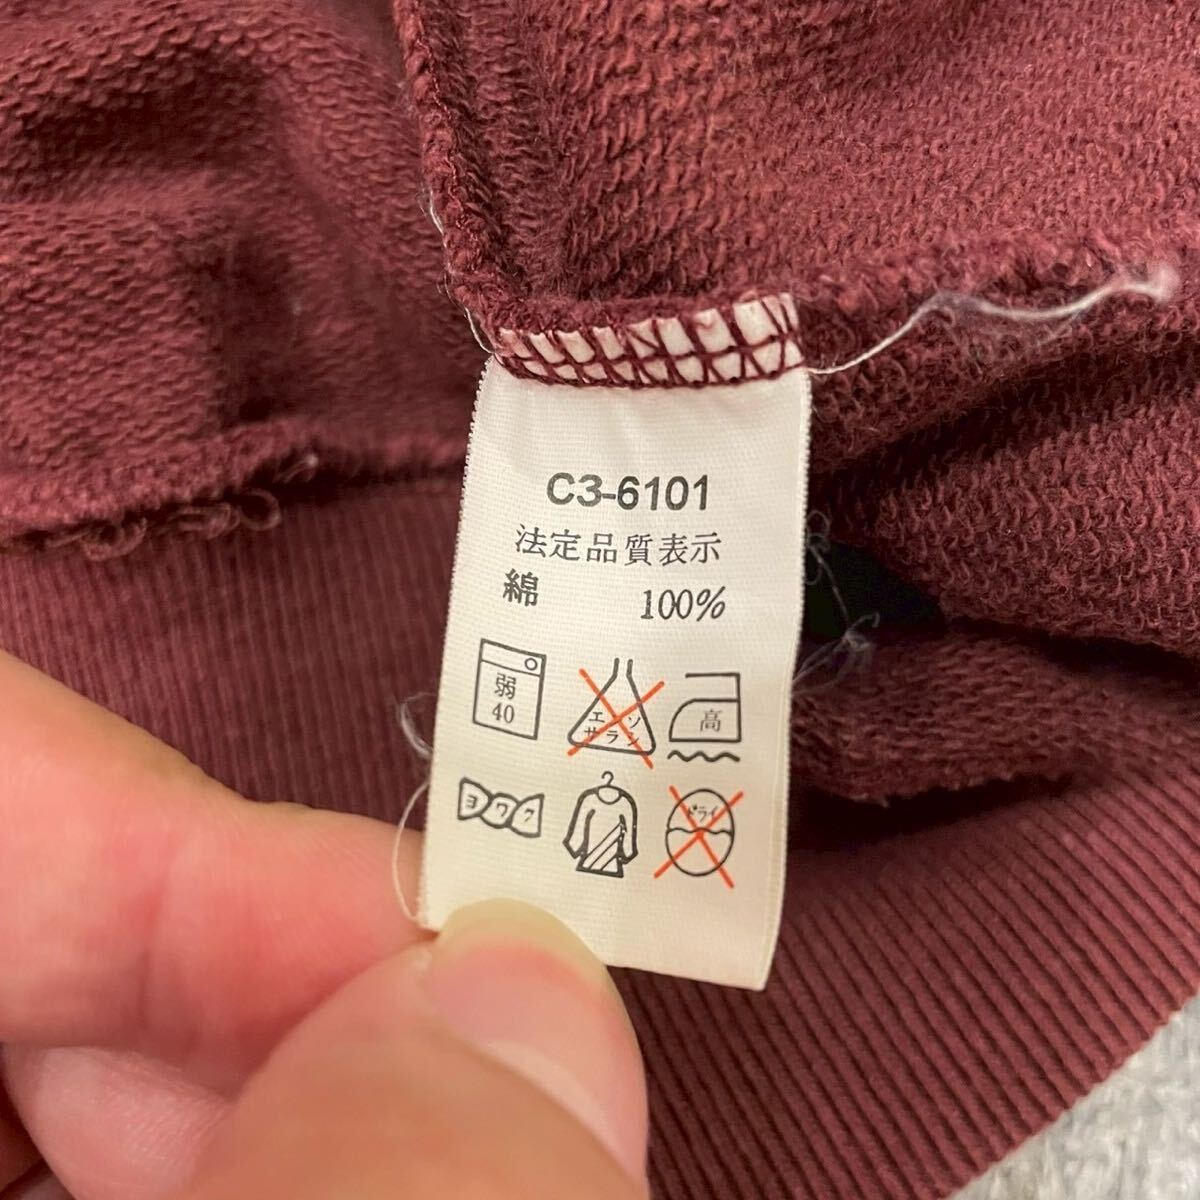 C3-6101
法定品質表示
綿 100%
弱
40
エンソ
サラシ
高
ヨワク
ドライ